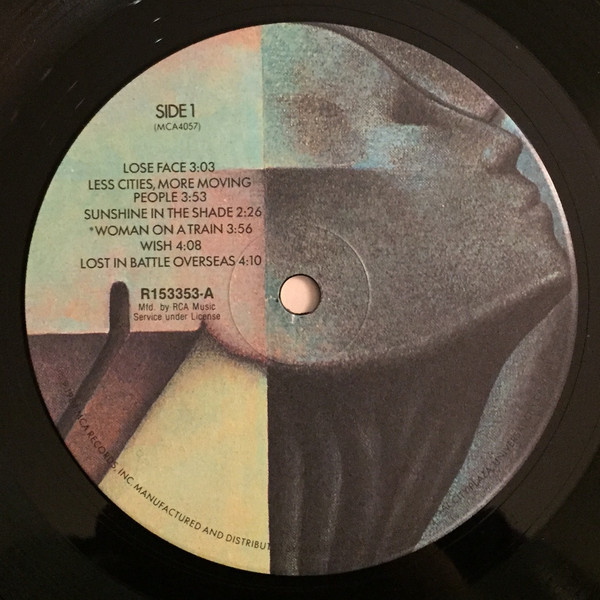 SIDE 1
(MCA4057)
LOSE FACE 3:03
LESS CITIES, MORE MOVING
PEOPLE 3:53
SUNSHINE IN THE SHADE 2:26
*WOMAN ON A TRAIN 3:56
WISH 4:08
LOST IN BATTLE OVERSEAS 4:10
R153353-A
Mfd. by RCA Music
Service under License
MCA RECORDS, INC. MANUFACTURED AND DISTRIBUT